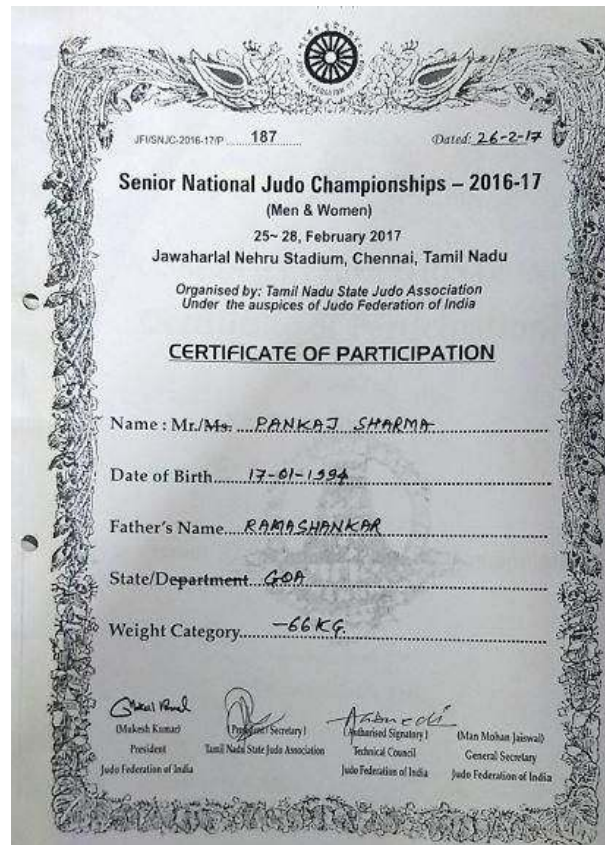 JFI/SNJC-2016-17/P ........ 187 ........ Dated: 26-2-17
Senior National Judo Championships – 2016-17
(Men & Women)
25~ 28, February 2017
Jawaharlal Nehru Stadium, Chennai, Tamil Nadu
Organised by: Tamil Nadu State Judo Association
Under the auspices of Judo Federation of India
CERTIFICATE OF PARTICIPATION
Name : Mr./Ms. PANKAJ SHARMA
Date of Birth 17-01-1994
Father's Name RAMASHANKAR
State/Department GOA
Weight Category -66 KG.
(Mukesh Kumar) (President / Secretary) (Authorised Signatory) (Man Mohan Jaiswal)
President Tamil Nadu State Judo Association Technical Council General Secretary
Judo Federation of India Judo Federation of India Judo Federation of India